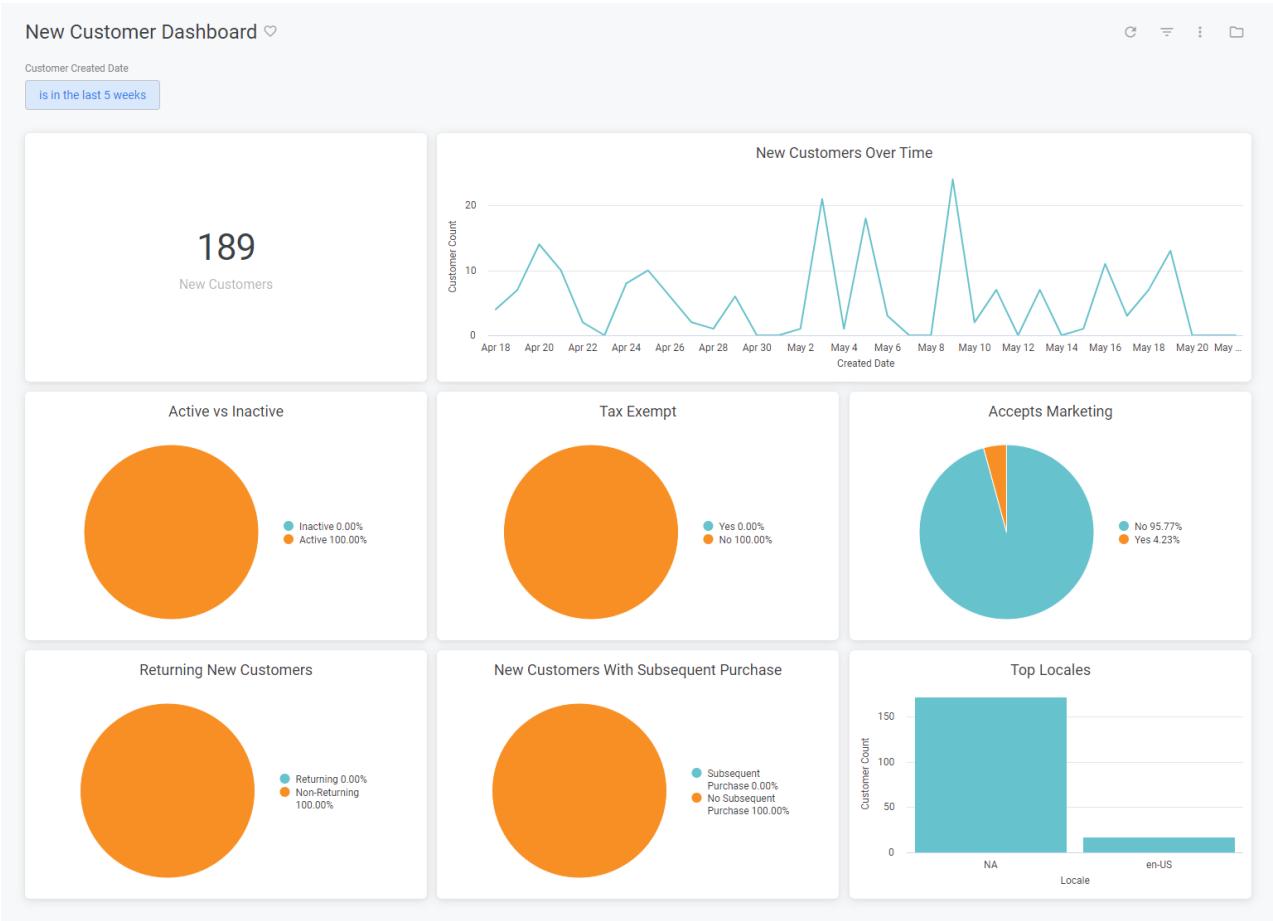 New Customer Dashboard
Customer Created Date
is in the last 5 weeks
189
New Customers
New Customers Over Time
Customer Count
20
10
0
Apr 18 Apr 20 Apr 22 Apr 24 Apr 26 Apr 28 Apr 30 May 2 May 4 May 6 May 8 May 10 May 12 May 14 May 16 May 18 May 20 May ...
Created Date
Active vs Inactive
Inactive 0.00%
Active 100.00%
Tax Exempt
Yes 0.00%
No 100.00%
Accepts Marketing
No 95.77%
Yes 4.23%
Returning New Customers
Returning 0.00%
Non-Returning
100.00%
New Customers With Subsequent Purchase
Subsequent
Purchase 0.00%
No Subsequent
Purchase 100.00%
Top Locales
Customer Count
150
100
50
0
NA en-US
Locale